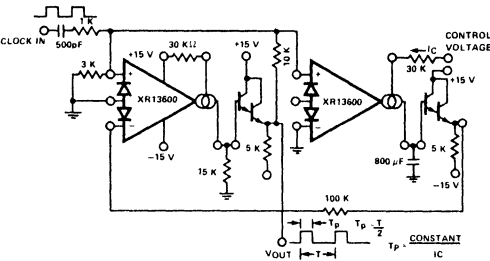 1 K
CLOCK IN
500pF
+15 V
30 KΩ
+15 V
10 K
IC
CONTROL
VOLTAGE
30 K
+15 V
3 K
+
XR13600
–
+
XR13600
–
–15 V
15 K
5 K
800 µF
5 K
–15 V
100 K
VOUT
Tp
Tp = T/2
T
Tp = CONSTANT
IC